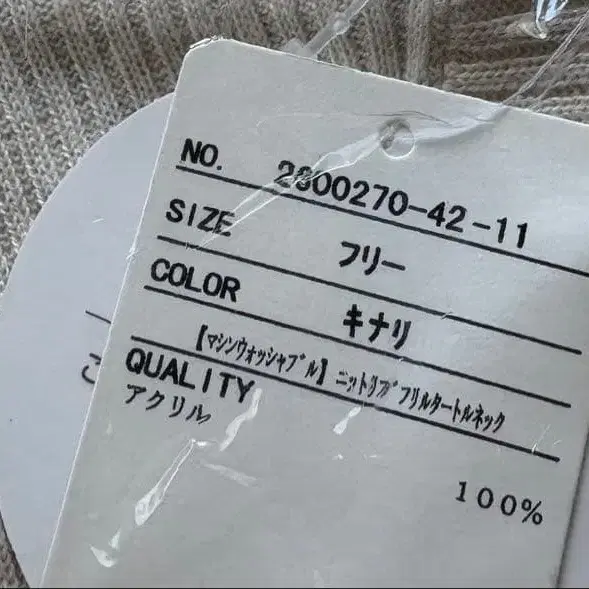 NO. 2800270-42-11
SIZE フリー
COLOR キナリ
【マシンウォッシャブル】ニットリブフリルタートルネック
QUALITY
アクリル
100%
こ